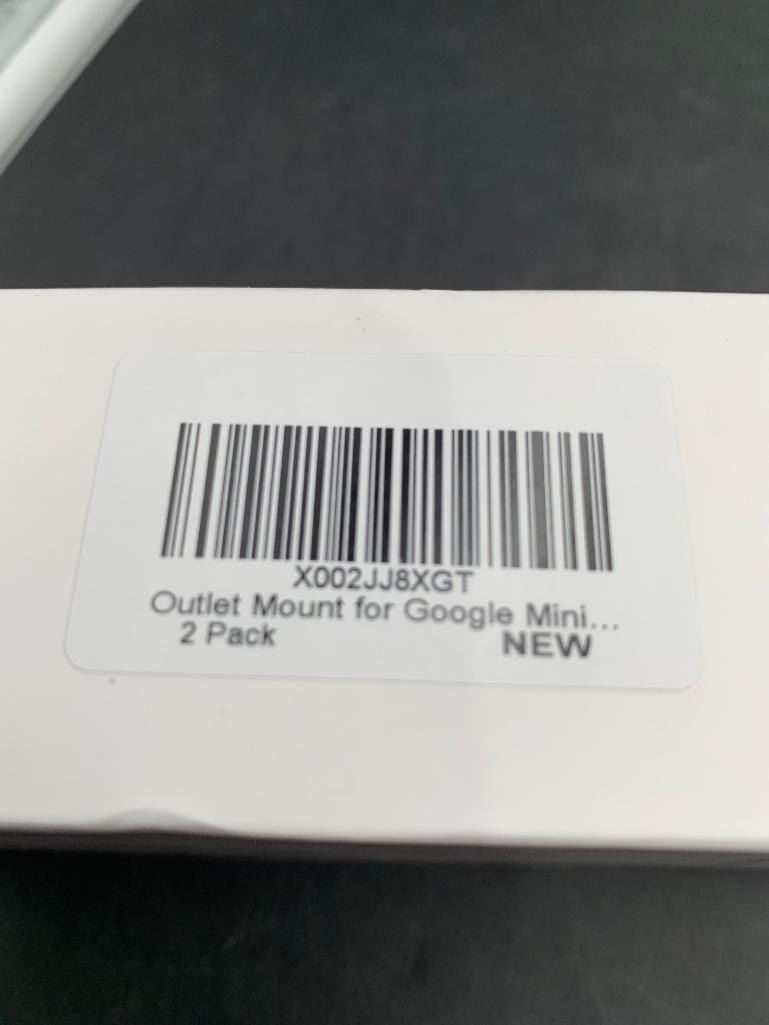 X002JJ8XGT
Outlet Mount for Google Mini...
2 Pack NEW